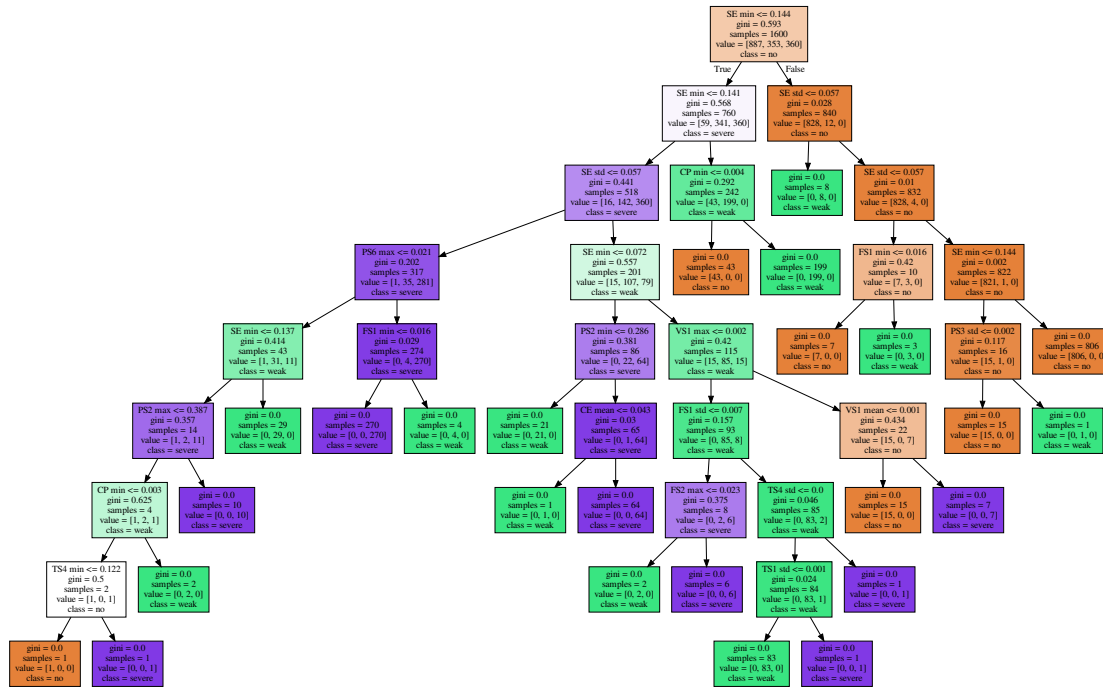 SE min <= 0.144
gini = 0.593
samples = 1600
value = [887, 353, 360]
class = no
True
False
SE min <= 0.141
gini = 0.568
samples = 760
value = [59, 341, 360]
class = severe
SE std <= 0.057
gini = 0.028
samples = 840
value = [828, 12, 0]
class = no
SE std <= 0.057
gini = 0.441
samples = 518
value = [16, 142, 360]
class = severe
CP min <= 0.004
gini = 0.292
samples = 242
value = [43, 199, 0]
class = weak
gini = 0.0
samples = 8
value = [0, 8, 0]
class = weak
SE std <= 0.057
gini = 0.01
samples = 832
value = [828, 4, 0]
class = no
PS6 max <= 0.021
gini = 0.202
samples = 317
value = [1, 35, 281]
class = severe
SE min <= 0.072
gini = 0.557
samples = 201
value = [15, 107, 79]
class = weak
gini = 0.0
samples = 43
value = [43, 0, 0]
class = no
gini = 0.0
samples = 199
value = [0, 199, 0]
class = weak
FS1 min <= 0.016
gini = 0.42
samples = 10
value = [7, 3, 0]
class = no
SE min <= 0.144
gini = 0.002
samples = 822
value = [821, 1, 0]
class = no
SE min <= 0.137
gini = 0.414
samples = 43
value = [1, 31, 11]
class = weak
FS1 min <= 0.016
gini = 0.029
samples = 274
value = [0, 4, 270]
class = severe
PS2 min <= 0.286
gini = 0.381
samples = 86
value = [0, 22, 64]
class = severe
VS1 max <= 0.002
gini = 0.42
samples = 115
value = [15, 85, 15]
class = weak
gini = 0.0
samples = 7
value = [7, 0, 0]
class = no
gini = 0.0
samples = 3
value = [0, 3, 0]
class = weak
PS3 std <= 0.002
gini = 0.117
samples = 16
value = [15, 1, 0]
class = no
gini = 0.0
samples = 806
value = [806, 0, 0]
class = no
PS2 max <= 0.387
gini = 0.357
samples = 14
value = [1, 2, 11]
class = severe
gini = 0.0
samples = 29
value = [0, 29, 0]
class = weak
gini = 0.0
samples = 270
value = [0, 0, 270]
class = severe
gini = 0.0
samples = 4
value = [0, 4, 0]
class = weak
gini = 0.0
samples = 21
value = [0, 21, 0]
class = weak
CE mean <= 0.043
gini = 0.03
samples = 65
value = [0, 1, 64]
class = severe
FS1 std <= 0.007
gini = 0.157
samples = 93
value = [0, 85, 8]
class = weak
VS1 mean <= 0.001
gini = 0.434
samples = 22
value = [15, 0, 7]
class = no
gini = 0.0
samples = 15
value = [15, 0, 0]
class = no
gini = 0.0
samples = 1
value = [0, 1, 0]
class = weak
CP min <= 0.003
gini = 0.625
samples = 4
value = [1, 2, 1]
class = weak
gini = 0.0
samples = 10
value = [0, 0, 10]
class = severe
gini = 0.0
samples = 1
value = [0, 1, 0]
class = weak
gini = 0.0
samples = 64
value = [0, 0, 64]
class = severe
FS2 max <= 0.023
gini = 0.375
samples = 8
value = [0, 2, 6]
class = severe
TS4 std <= 0.0
gini = 0.046
samples = 85
value = [0, 83, 2]
class = weak
gini = 0.0
samples = 15
value = [15, 0, 0]
class = no
gini = 0.0
samples = 7
value = [0, 0, 7]
class = severe
TS4 min <= 0.122
gini = 0.5
samples = 2
value = [1, 0, 1]
class = no
gini = 0.0
samples = 2
value = [0, 2, 0]
class = weak
gini = 0.0
samples = 2
value = [0, 2, 0]
class = weak
gini = 0.0
samples = 6
value = [0, 0, 6]
class = severe
TS1 std <= 0.001
gini = 0.024
samples = 84
value = [0, 83, 1]
class = weak
gini = 0.0
samples = 1
value = [0, 0, 1]
class = severe
gini = 0.0
samples = 1
value = [1, 0, 0]
class = no
gini = 0.0
samples = 1
value = [0, 0, 1]
class = severe
gini = 0.0
samples = 83
value = [0, 83, 0]
class = weak
gini = 0.0
samples = 1
value = [0, 0, 1]
class = severe